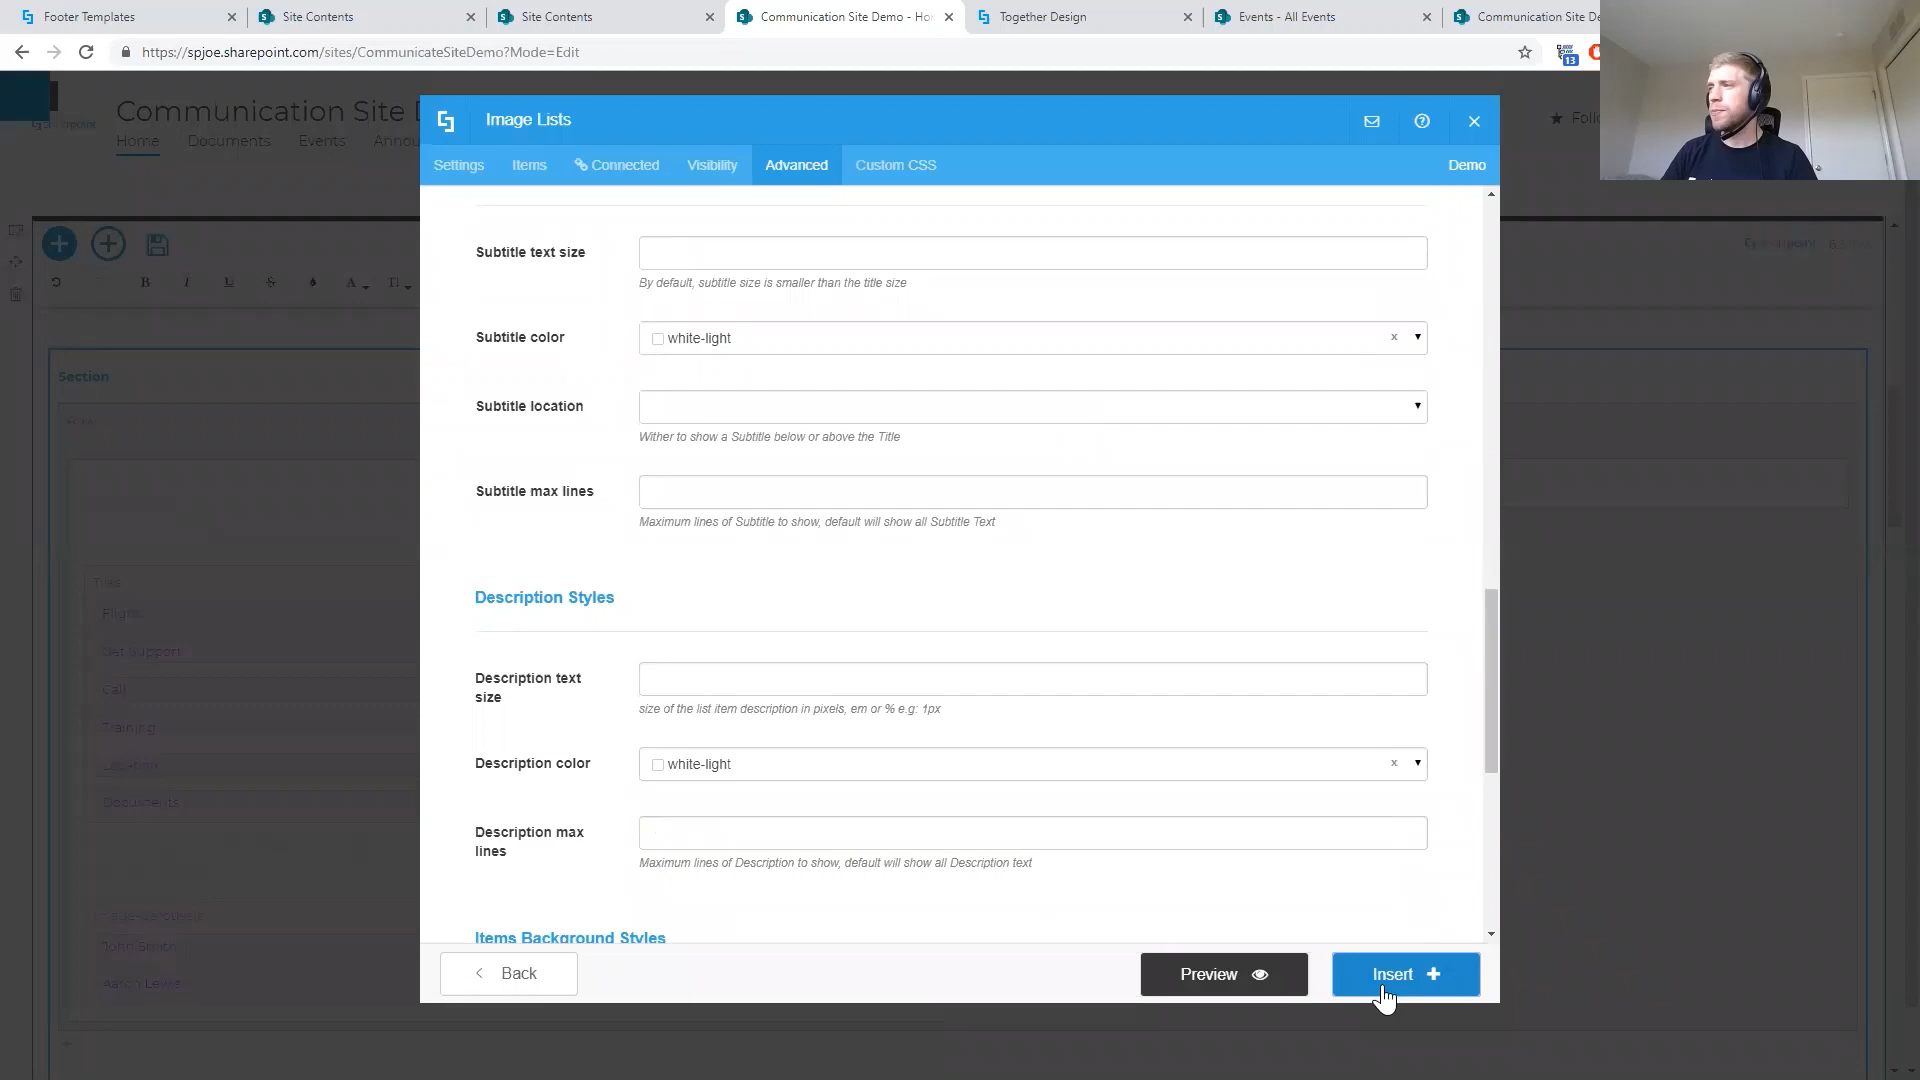 Footer Templates
Site Contents
Site Contents
Communication Site Demo - Ho
Together Design
Events - All Events
Communication Site De
https://spjoe.sharepoint.com/sites/CommunicateSiteDemo?Mode=Edit
13
Communication Site D
Home
Documents
Events
Annou
Follo
Image Lists
Settings
Items
Connected
Visibility
Advanced
Custom CSS
Demo
B I U S A TI
Section
Subtitle text size
By default, subtitle size is smaller than the title size
Subtitle color
white-light
x
Subtitle location
Wither to show a Subtitle below or above the Title
Subtitle max lines
Maximum lines of Subtitle to show, default will show all Subtitle Text
Title
Flight
Get Support
Call
Training
Location
Documents
Description Styles
Description text
size
size of the list item description in pixels, em or % e.g: 1px
Description color
white-light
x
Description max
lines
Maximum lines of Description to show, default will show all Description text
John Smith
Aaron Lewis
Items Background Styles
Back
Preview
Insert